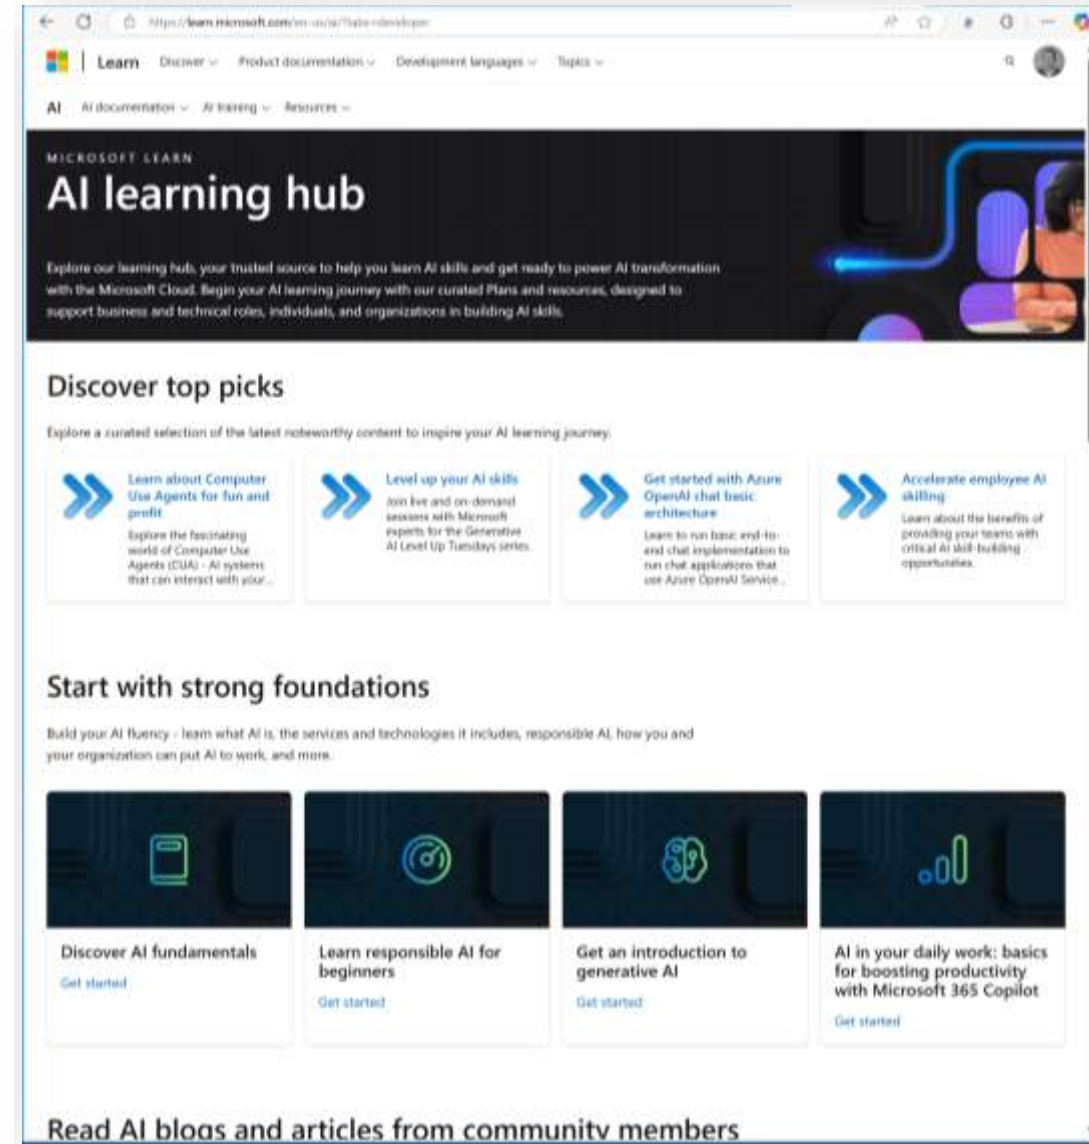 https://learn.microsoft.com/en-us/ai/?tabs=developer
Learn Discover Product documentation Development languages Topics
AI AI documentation AI training Resources
MICROSOFT LEARN
AI learning hub
Explore our learning hub, your trusted source to help you learn AI skills and get ready to power AI transformation
with the Microsoft Cloud. Begin your AI learning journey with our curated Plans and resources, designed to
support business and technical roles, individuals, and organizations in building AI skills.
Discover top picks
Explore a curated selection of the latest noteworthy content to inspire your AI learning journey.
Learn about Computer
Use Agents for fun and
profit
Explore the fascinating
world of Computer Use
Agents (CUA) - AI systems
that can interact with your...
Level up your AI skills
Join live and on-demand
sessions with Microsoft
experts for the Generative
AI Level Up Tuesdays series.
Get started with Azure
OpenAI chat basic
architecture
Learn to run basic end-to-
end chat implementation to
run chat applications that
use Azure OpenAI Service...
Accelerate employee AI
skilling
Learn about the benefits of
providing your teams with
critical AI skill-building
opportunities.
Start with strong foundations
Build your AI fluency - learn what AI is, the services and technologies it includes, responsible AI, how you and
your organization can put AI to work, and more.
Discover AI fundamentals
Get started
Learn responsible AI for
beginners
Get started
Get an introduction to
generative AI
Get started
AI in your daily work: basics
for boosting productivity
with Microsoft 365 Copilot
Get started
Read AI blogs and articles from community members